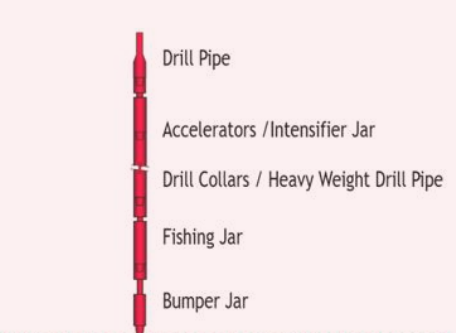 Drill Pipe
Accelerators /Intensifier Jar
Drill Collars / Heavy Weight Drill Pipe
Fishing Jar
Bumper Jar